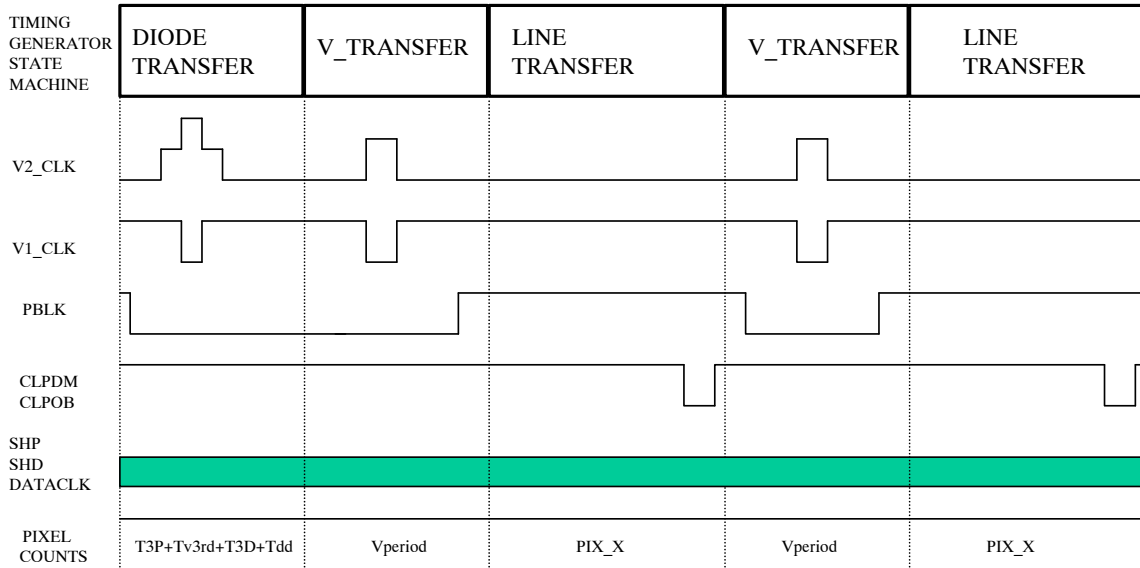 TIMING
GENERATOR
STATE
MACHINE
DIODE
TRANSFER
V_TRANSFER
LINE
TRANSFER
V_TRANSFER
LINE
TRANSFER
V2_CLK
V1_CLK
PBLK
CLPDM
CLPOB
SHP
SHD
DATACLK
PIXEL
COUNTS
T3P+Tv3rd+T3D+Tdd
Vperiod
PIX_X
Vperiod
PIX_X